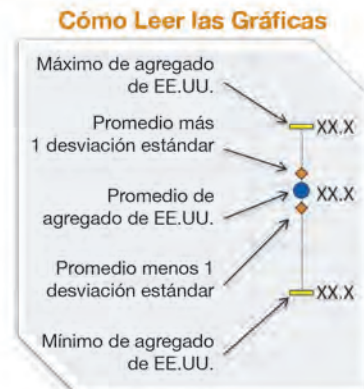 Cómo Leer las Gráficas
Máximo de agregado
de EE.UU.
XX.X
Promedio más
1 desviación estándar
Promedio de
agregado de EE.UU.
XX.X
Promedio menos 1
desviación estándar
XX.X
Mínimo de agregado
de EE.UU.